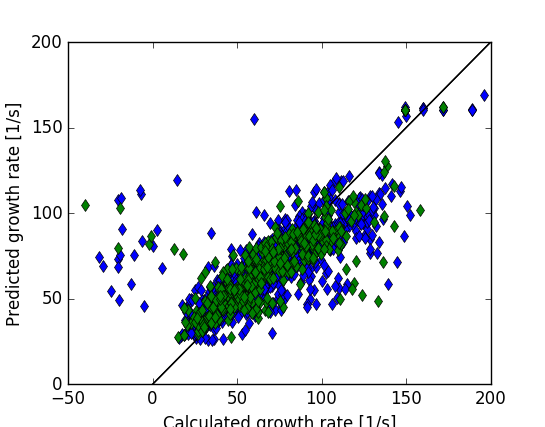 200
150
100
50
0
Predicted growth rate [1/s]
−50 0 50 100 150 200
Calculated growth rate [1/s]